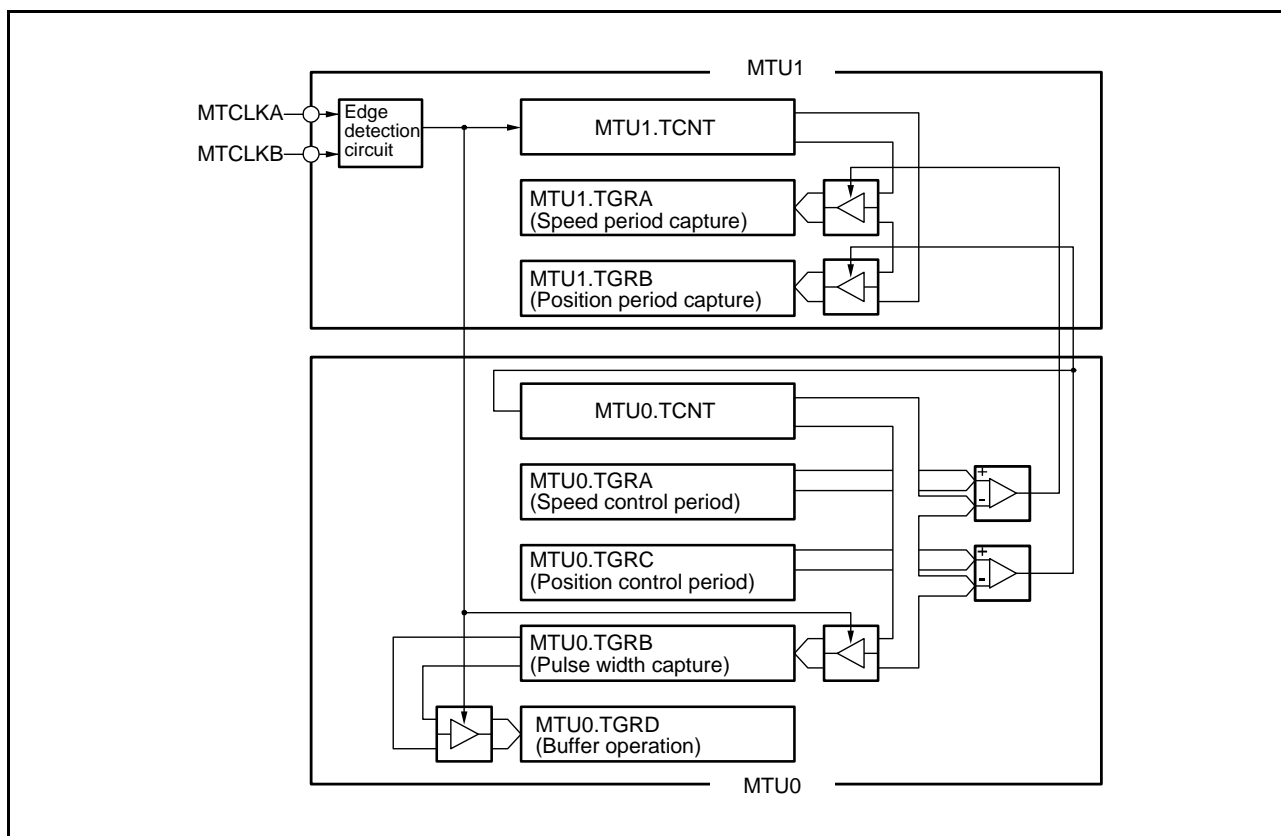 MTU1
MTCLKA
MTCLKB
Edge
detection
circuit
MTU1.TCNT
MTU1.TGRA
(Speed period capture)
MTU1.TGRB
(Position period capture)
MTU0.TCNT
MTU0.TGRA
(Speed control period)
+
-
MTU0.TGRC
(Position control period)
+
-
MTU0.TGRB
(Pulse width capture)
MTU0.TGRD
(Buffer operation)
MTU0